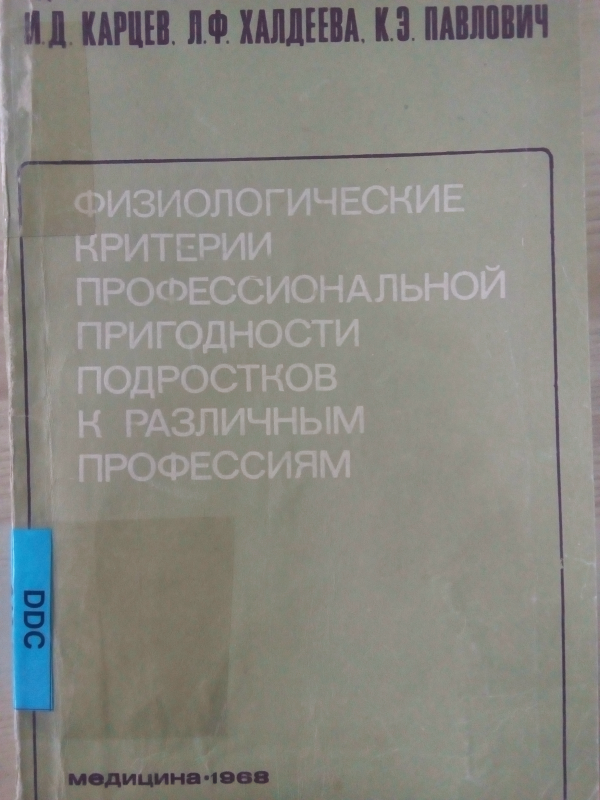 И.Д. КАРЦЕВ, Л.Ф. ХАЛДЕЕВА, К.Э. ПАВЛОВИЧ
ФИЗИОЛОГИЧЕСКИЕ
КРИТЕРИИ
ПРОФЕССИОНАЛЬНОЙ
ПРИГОДНОСТИ
ПОДРОСТКОВ
К РАЗЛИЧНЫМ
ПРОФЕССИЯМ
DDC
медицина•1968